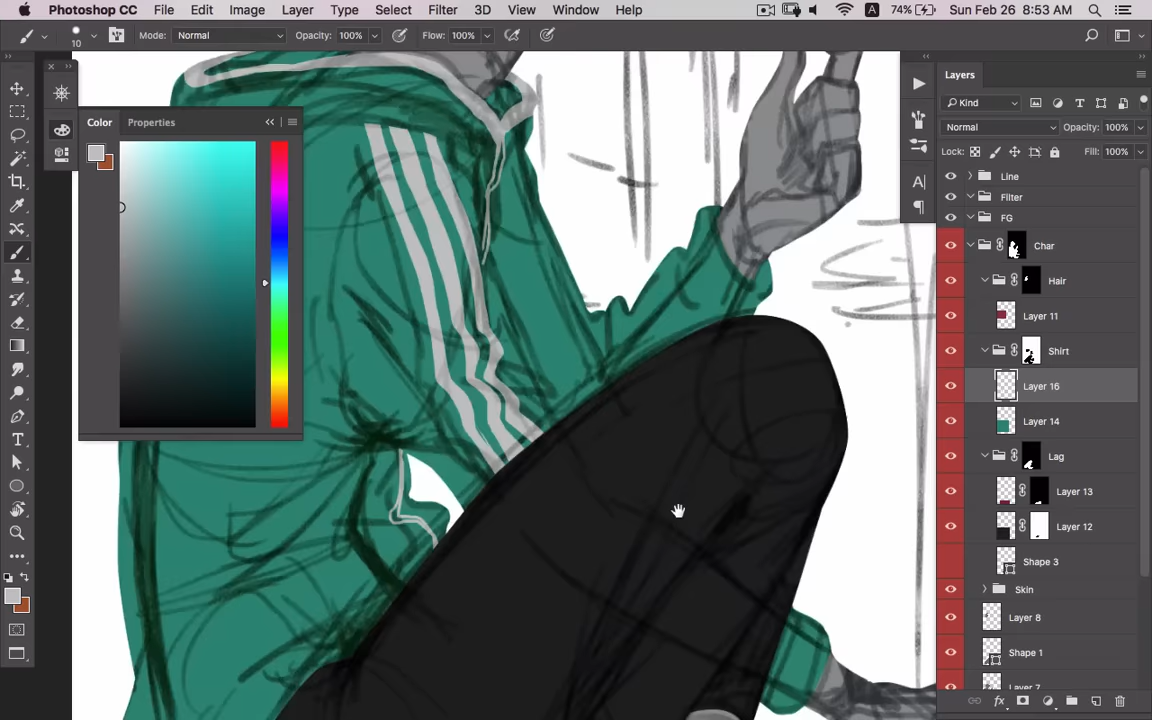 Photoshop CC File Edit Image Layer Type Select Filter 3D View Window Help A 74% Sun Feb 26 8:53 AM
10 Mode: Normal Opacity: 100% Flow: 100%
Layers
Color Properties
Kind
Normal Opacity: 100%
Lock: Fill: 100%
Line
Filter
FG
Char
Hair
Layer 11
Shirt
Layer 16
Layer 14
Lag
Layer 13
Layer 12
Shape 3
Skin
Layer 8
Shape 1
Layer 7